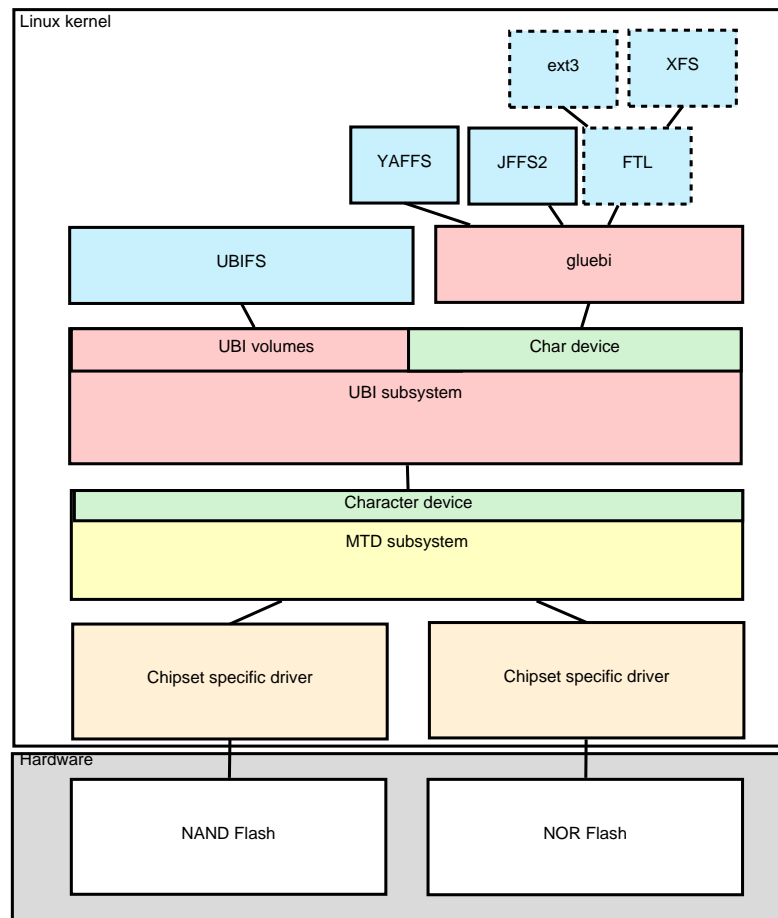 Linux kernel
ext3
XFS
YAFFS
JFFS2
FTL
UBIFS
gluebi
UBI volumes
Char device
UBI subsystem
Character device
MTD subsystem
Chipset specific driver
Chipset specific driver
Hardware
NAND Flash
NOR Flash